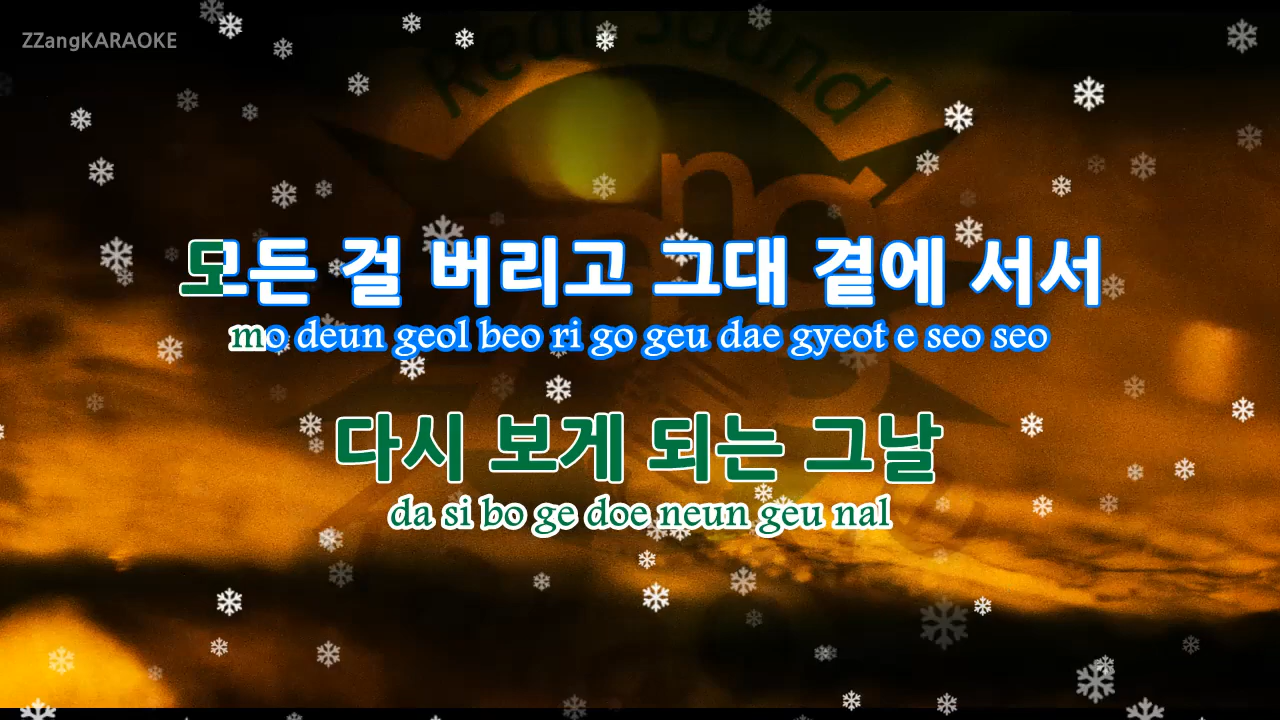 ZZangKARAOKE
Real Sound
모든 걸 버리고 그대 곁에 서서
mo deun geol beo ri go geu dae gyeot e seo seo
다시 보게 되는 그날
da si bo ge doe neun geu nal